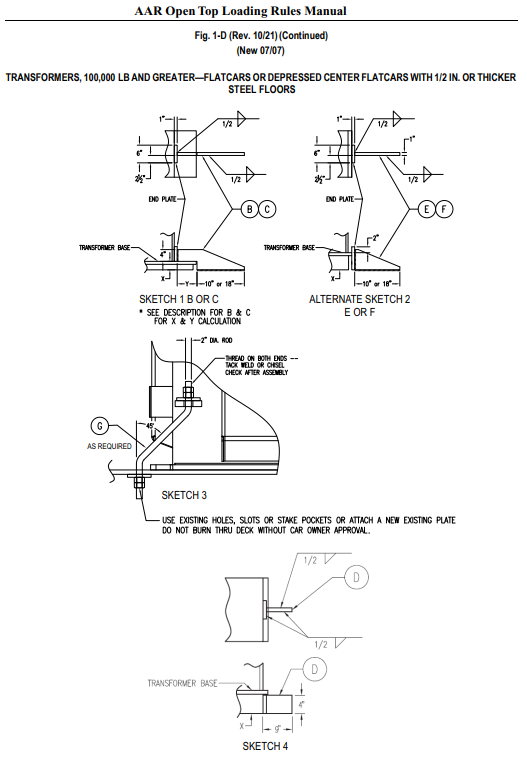 AAR Open Top Loading Rules Manual
Fig. 1-D (Rev. 10/21) (Continued)
(New 07/07)
TRANSFORMERS, 100,000 LB AND GREATER—FLATCARS OR DEPRESSED CENTER FLATCARS WITH 1/2 IN. OR THICKER
STEEL FLOORS
1"
1/2
6"
2½"
1/2
END PLATE
B
C
TRANSFORMER BASE
4"
X
Y
10" or 18"
SKETCH 1 B OR C
* SEE DESCRIPTION FOR B & C
FOR X & Y CALCULATION
1"
1/2
1"
6"
2½"
1/2
END PLATE
E
F
TRANSFORMER BASE
2"
X
10" or 18"
ALTERNATE SKETCH 2
E OR F
2" DIA. ROD
THREAD ON BOTH ENDS --
TACK WELD OR CHISEL
CHECK AFTER ASSEMBLY
G
45°
AS REQUIRED
SKETCH 3
USE EXISTING HOLES, SLOTS OR STAKE POCKETS OR ATTACH A NEW EXISTING PLATE
DO NOT BURN THRU DECK WITHOUT CAR OWNER APPROVAL.
1/2
D
1/2
D
TRANSFORMER BASE
4"
X
9"
SKETCH 4